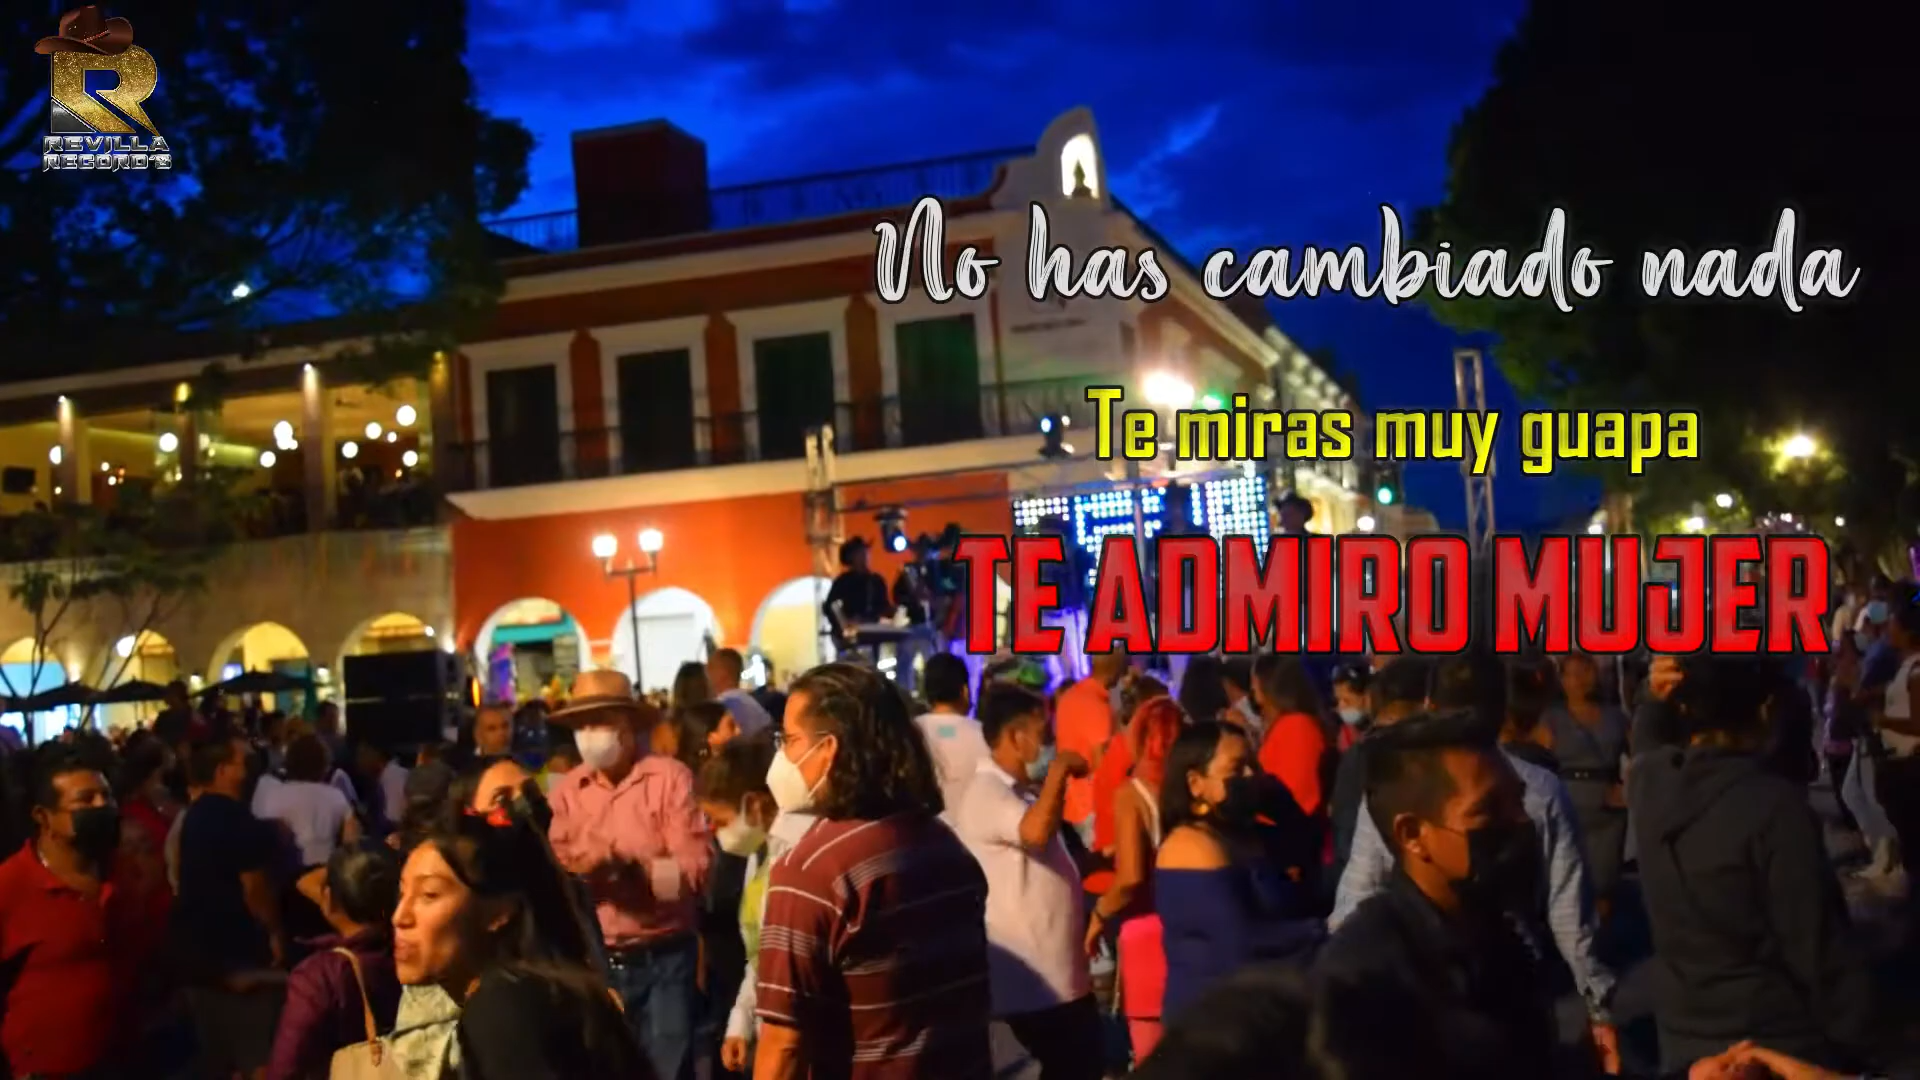 REVILLA
RECORD'S
No has cambiado nada
Te miras muy guapa
TE ADMIRO MUJER